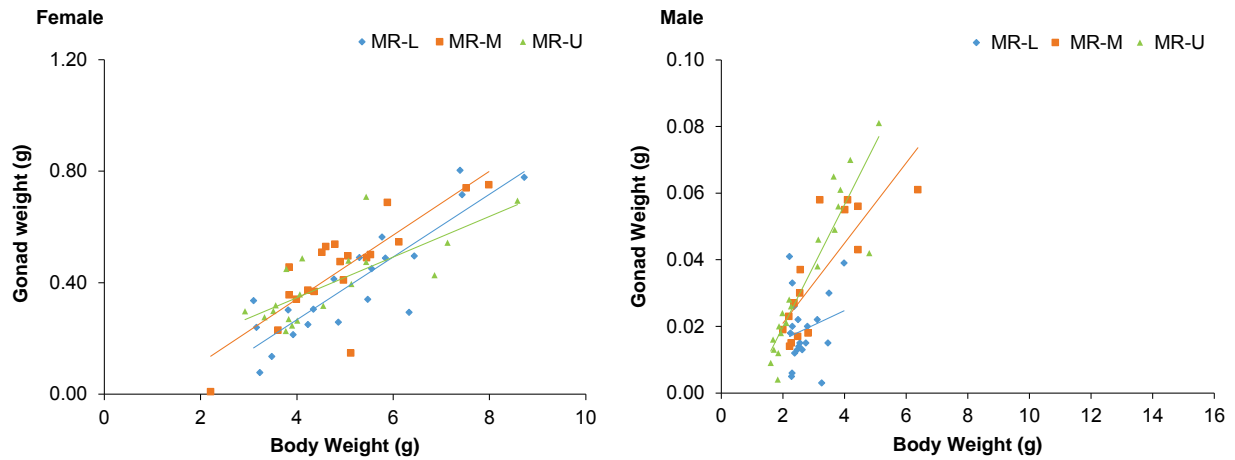 Female
MR-L MR-M MR-U
1.20
0.80
0.40
0.00
Gonad weight (g)
0 2 4 6 8 10
Body Weight (g)
Male
MR-L MR-M MR-U
0.10
0.08
0.06
0.04
0.02
0.00
Gonad Weight (g)
0 2 4 6 8 10 12 14 16
Body Weight (g)